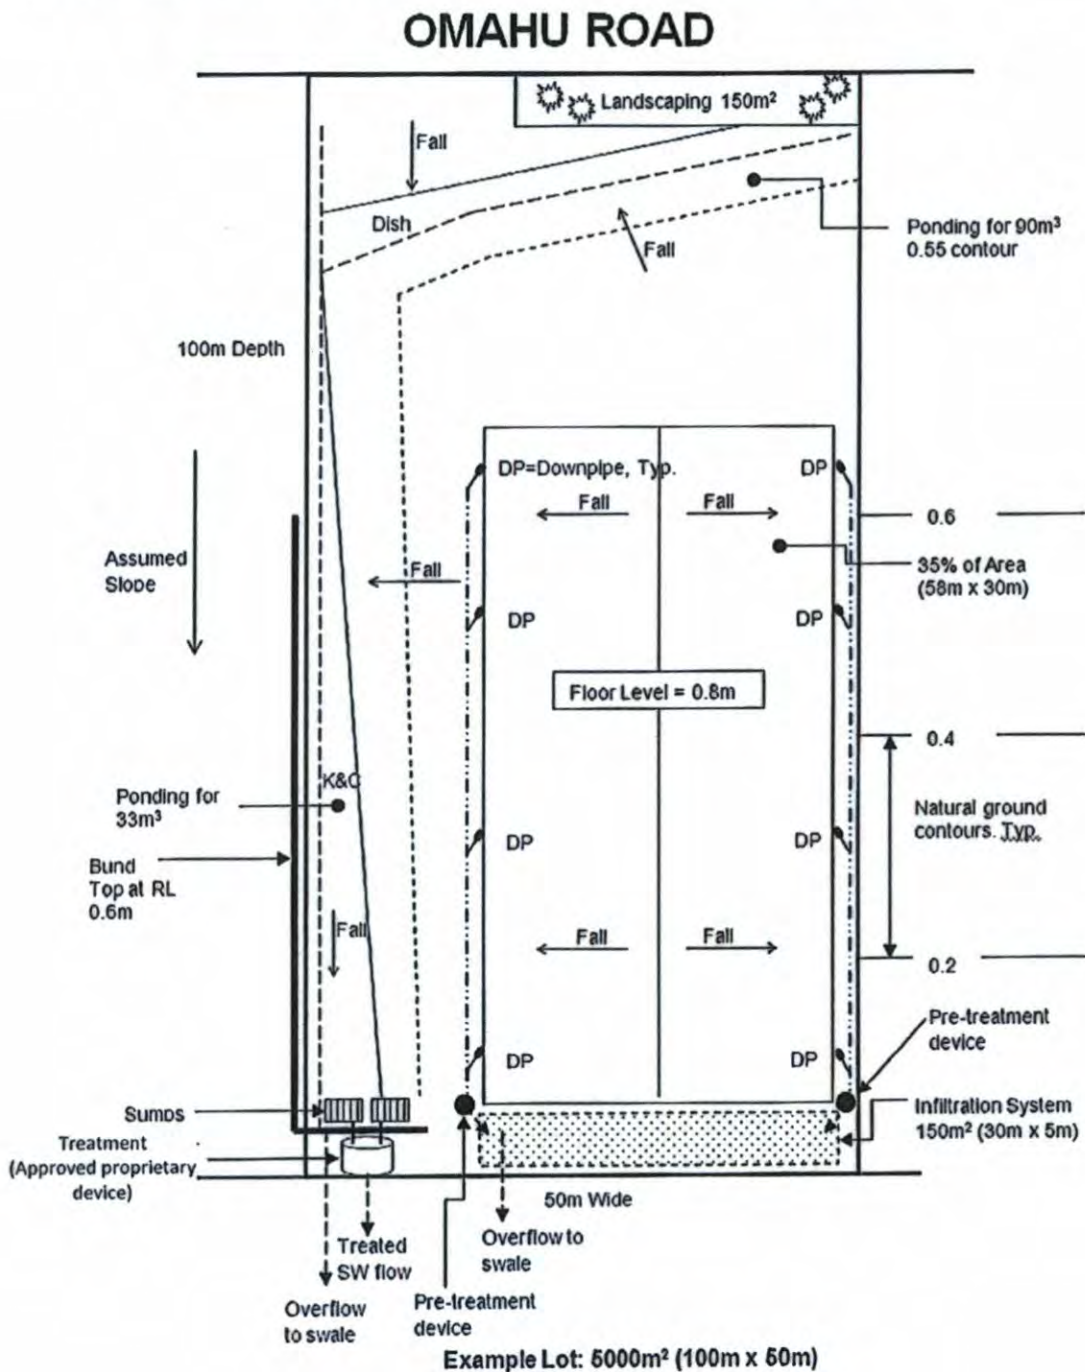 OMAHU ROAD
Landscaping 150m²
Fall
Dish
Fall
Ponding for 90m³
0.55 contour
100m Depth
DP=Downpipe, Typ.
DP
Fall
Fall
0.6
Assumed
Slope
Fall
35% of Area
(58m x 30m)
DP
DP
Floor Level = 0.8m
0.4
K&C
Ponding for
33m³
Natural ground
contours. Typ.
DP
DP
Bund
Top at RL
0.6m
Fall
Fall
Fall
0.2
Pre-treatment
device
DP
DP
Sumps
Infiltration System
150m² (30m x 5m)
Treatment
(Approved proprietary
device)
50m Wide
Treated
SW flow
Overflow to
swale
Overflow
to swale
Pre-treatment
device
Example Lot: 5000m² (100m x 50m)